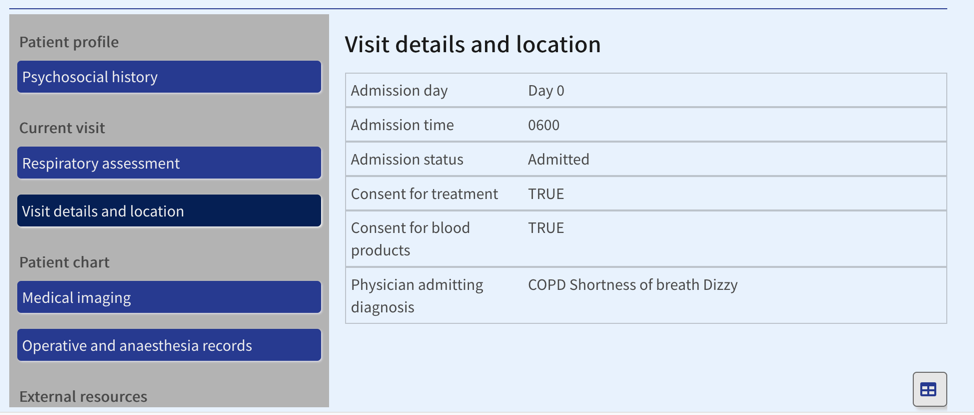 Patient profile
Psychosocial history
Current visit
Respiratory assessment
Visit details and location
Patient chart
Medical imaging
Operative and anaesthesia records
External resources
Visit details and location
Admission day Day 0
Admission time 0600
Admission status Admitted
Consent for treatment TRUE
Consent for blood TRUE
products
Physician admitting COPD Shortness of breath Dizzy
diagnosis